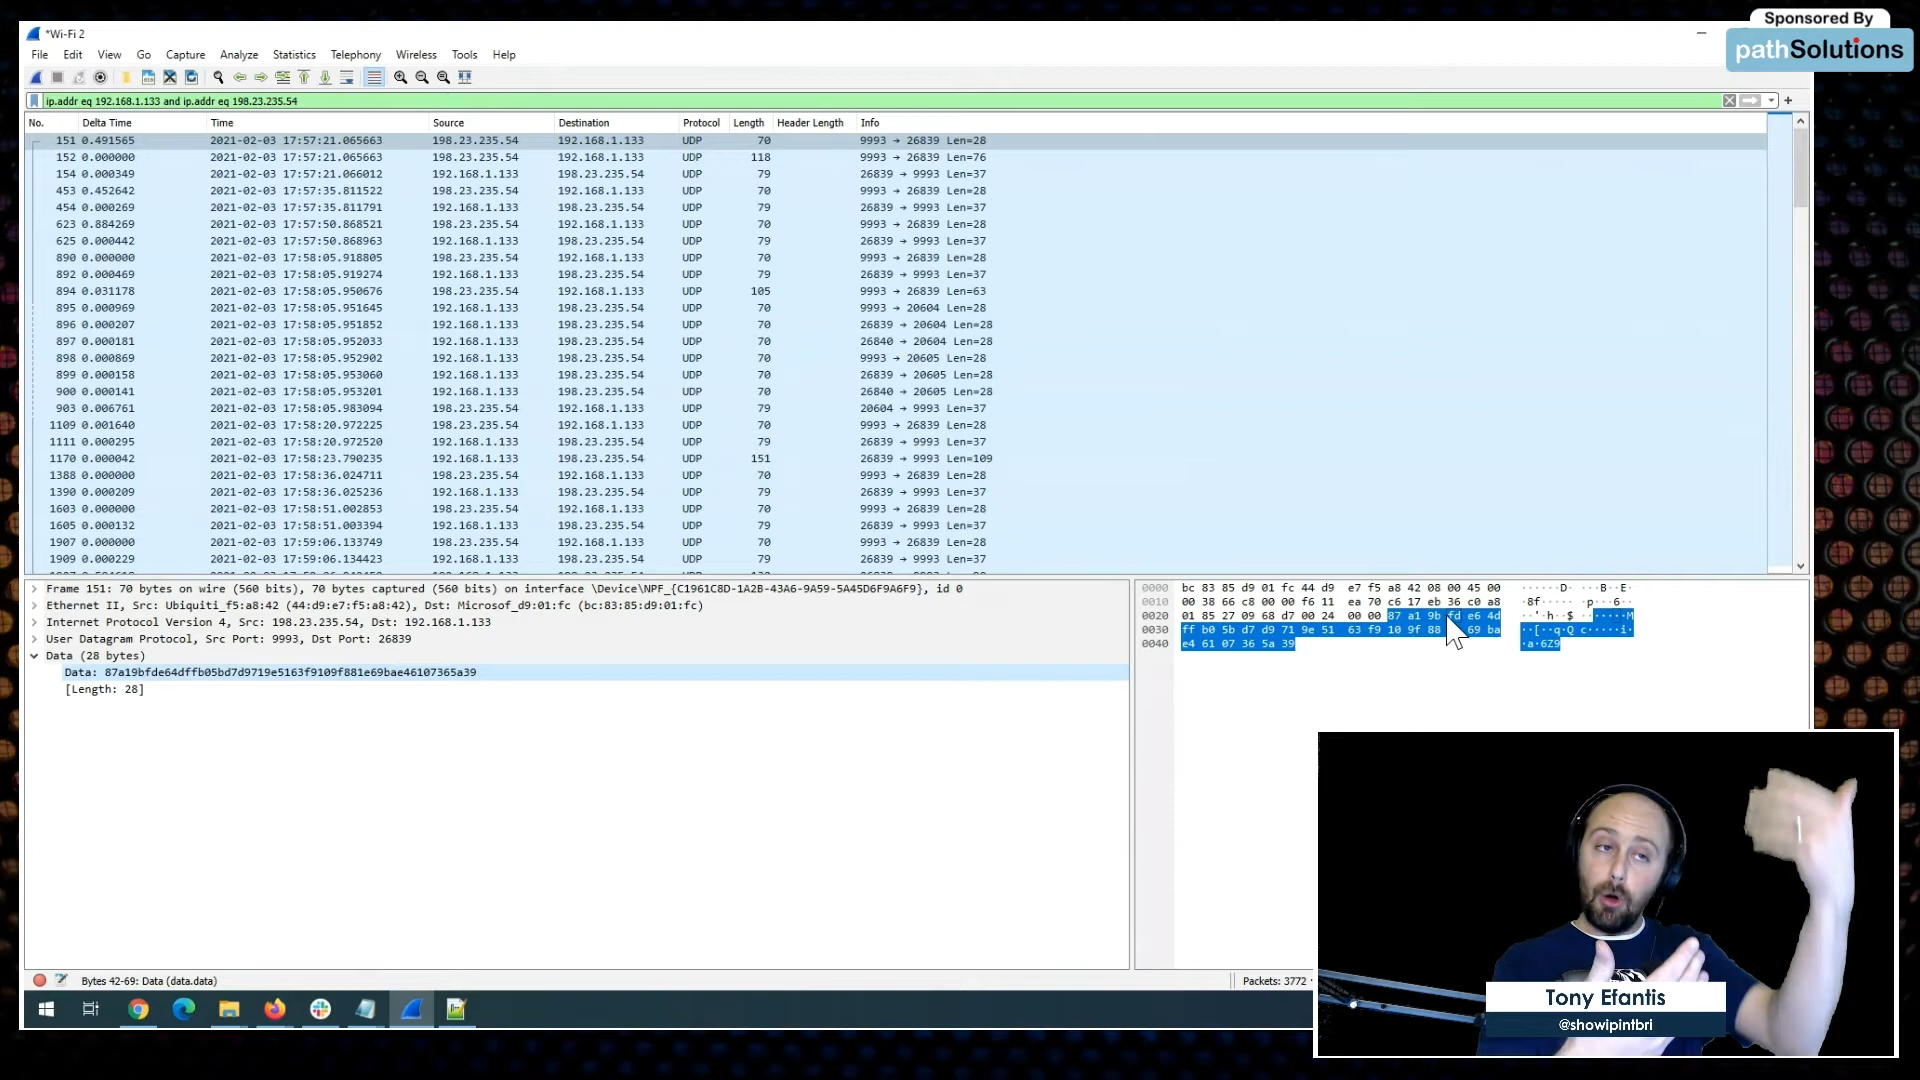 Sponsored By
pathSolutions
*Wi-Fi 2
File Edit View Go Capture Analyze Statistics Telephony Wireless Tools Help
ip.addr eq 192.168.1.133 and ip.addr eq 198.23.235.54
No. Delta Time Time Source Destination Protocol Length Header Length Info
151 0.491565 2021-02-03 17:57:21.065663 198.23.235.54 192.168.1.133 UDP 70 9993 → 26839 Len=28
152 0.000000 2021-02-03 17:57:21.065663 198.23.235.54 192.168.1.133 UDP 118 9993 → 26839 Len=76
154 0.000349 2021-02-03 17:57:21.066012 192.168.1.133 198.23.235.54 UDP 79 26839 → 9993 Len=37
453 0.452642 2021-02-03 17:57:35.811522 198.23.235.54 192.168.1.133 UDP 70 9993 → 26839 Len=28
454 0.000269 2021-02-03 17:57:35.811791 192.168.1.133 198.23.235.54 UDP 79 26839 → 9993 Len=37
623 0.884269 2021-02-03 17:57:50.868521 198.23.235.54 192.168.1.133 UDP 70 9993 → 26839 Len=28
625 0.000442 2021-02-03 17:57:50.868963 192.168.1.133 198.23.235.54 UDP 79 26839 → 9993 Len=37
890 0.000000 2021-02-03 17:58:05.918805 198.23.235.54 192.168.1.133 UDP 70 9993 → 26839 Len=28
892 0.000469 2021-02-03 17:58:05.919274 192.168.1.133 198.23.235.54 UDP 79 26839 → 9993 Len=37
894 0.031178 2021-02-03 17:58:05.950676 198.23.235.54 192.168.1.133 UDP 105 9993 → 26839 Len=63
895 0.000969 2021-02-03 17:58:05.951645 192.168.1.133 198.23.235.54 UDP 70 9993 → 20604 Len=28
896 0.000207 2021-02-03 17:58:05.951852 192.168.1.133 198.23.235.54 UDP 70 26839 → 20604 Len=28
897 0.000181 2021-02-03 17:58:05.952033 192.168.1.133 198.23.235.54 UDP 70 26840 → 20604 Len=28
898 0.000869 2021-02-03 17:58:05.952902 192.168.1.133 198.23.235.54 UDP 70 9993 → 20605 Len=28
899 0.000158 2021-02-03 17:58:05.953060 192.168.1.133 198.23.235.54 UDP 70 26839 → 20605 Len=28
900 0.000141 2021-02-03 17:58:05.953201 192.168.1.133 198.23.235.54 UDP 70 26840 → 20605 Len=28
903 0.006761 2021-02-03 17:58:05.983094 198.23.235.54 192.168.1.133 UDP 79 20604 → 9993 Len=37
1109 0.001640 2021-02-03 17:58:20.972225 198.23.235.54 192.168.1.133 UDP 70 9993 → 26839 Len=28
1111 0.000295 2021-02-03 17:58:20.972520 192.168.1.133 198.23.235.54 UDP 79 26839 → 9993 Len=37
1170 0.000042 2021-02-03 17:58:23.790235 192.168.1.133 198.23.235.54 UDP 151 26839 → 9993 Len=109
1388 0.000000 2021-02-03 17:58:36.024711 198.23.235.54 192.168.1.133 UDP 70 9993 → 26839 Len=28
1390 0.000209 2021-02-03 17:58:36.025236 192.168.1.133 198.23.235.54 UDP 79 26839 → 9993 Len=37
1603 0.000000 2021-02-03 17:58:51.002853 198.23.235.54 192.168.1.133 UDP 70 9993 → 26839 Len=28
1605 0.000132 2021-02-03 17:58:51.003394 192.168.1.133 198.23.235.54 UDP 79 26839 → 9993 Len=37
1907 0.000000 2021-02-03 17:59:06.133749 198.23.235.54 192.168.1.133 UDP 70 9993 → 26839 Len=28
1909 0.000229 2021-02-03 17:59:06.134423 192.168.1.133 198.23.235.54 UDP 79 26839 → 9993 Len=37
Frame 151: 70 bytes on wire (560 bits), 70 bytes captured (560 bits) on interface \Device\NPF_{C1961C8D-1A2B-43A6-9A59-5A45D6F9A6F9}, id 0
Ethernet II, Src: Ubiquiti_f5:a8:42 (44:d9:e7:f5:a8:42), Dst: Microsof_d9:01:fc (bc:83:85:d9:01:fc)
Internet Protocol Version 4, Src: 198.23.235.54, Dst: 192.168.1.133
User Datagram Protocol, Src Port: 9993, Dst Port: 26839
Data (28 bytes)
Data: 87a19bfde64dffb05bd7d9719e5163f9109f881e69bae46107365a39
[Length: 28]
0000 bc 83 85 d9 01 fc 44 d9 e7 f5 a8 42 08 00 45 00 ······D· ···B··E·
0010 00 38 66 c8 00 00 f6 11 ea 70 c6 17 eb 36 c0 a8 ·8f····· ·p···6··
0020 01 85 27 09 68 d7 00 24 00 00 87 a1 9b fd e6 4d ··'·h··$ ·······M
0030 ff b0 5b d7 d9 71 9e 51 63 f9 10 9f 88 69 ba ··[··q·Q c·····i·
0040 e4 61 07 36 5a 39 ·a·6Z9
Bytes 42-69: Data (data.data)
Packets: 3772 ·
Tony Efantis
@showipintbri